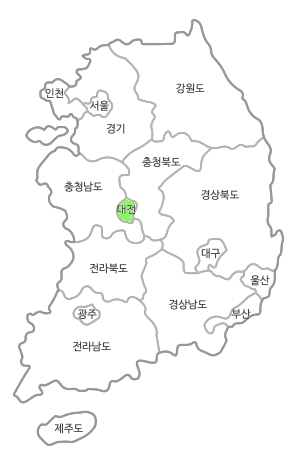 강원도
인천
서울
경기
충청북도
충청남도
경상북도
대전
대구
전라북도
울산
경상남도
광주
부산
전라남도
제주도